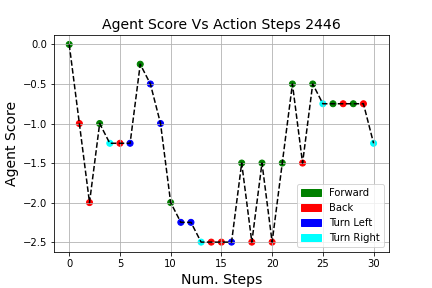 Agent Score Vs Action Steps 2446
Agent Score
0.0
−0.5
−1.0
−1.5
−2.0
−2.5
0 5 10 15 20 25 30
Num. Steps
Forward
Back
Turn Left
Turn Right